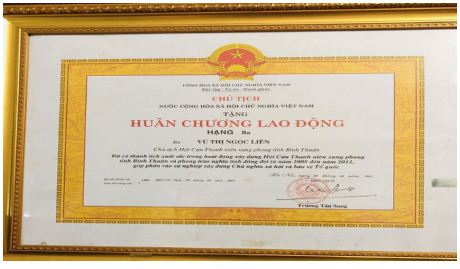 CỘNG HÒA XÃ HỘI CHỦ NGHĨA VIỆT NAM
Độc lập - Tự do - Hạnh phúc
CHỦ TỊCH
NƯỚC CỘNG HÒA XÃ HỘI CHỦ NGHĨA VIỆT NAM
TẶNG
HUÂN CHƯƠNG LAO ĐỘNG
HẠNG Ba
Bà VŨ THỊ NGỌC LIÊN
Chủ tịch Hội Cựu Thanh niên xung phong tỉnh Bình Thuận
Đã có thành tích xuất sắc trong hoạt động xây dựng Hội Cựu Thanh niên xung phong
tỉnh Bình Thuận và phong trào nghĩa tình đồng đội từ năm 2008 đến năm 2012,
góp phần vào sự nghiệp xây dựng Chủ nghĩa xã hội và bảo vệ Tổ quốc
Hà Nội, ngày
Trương Tấn Sang